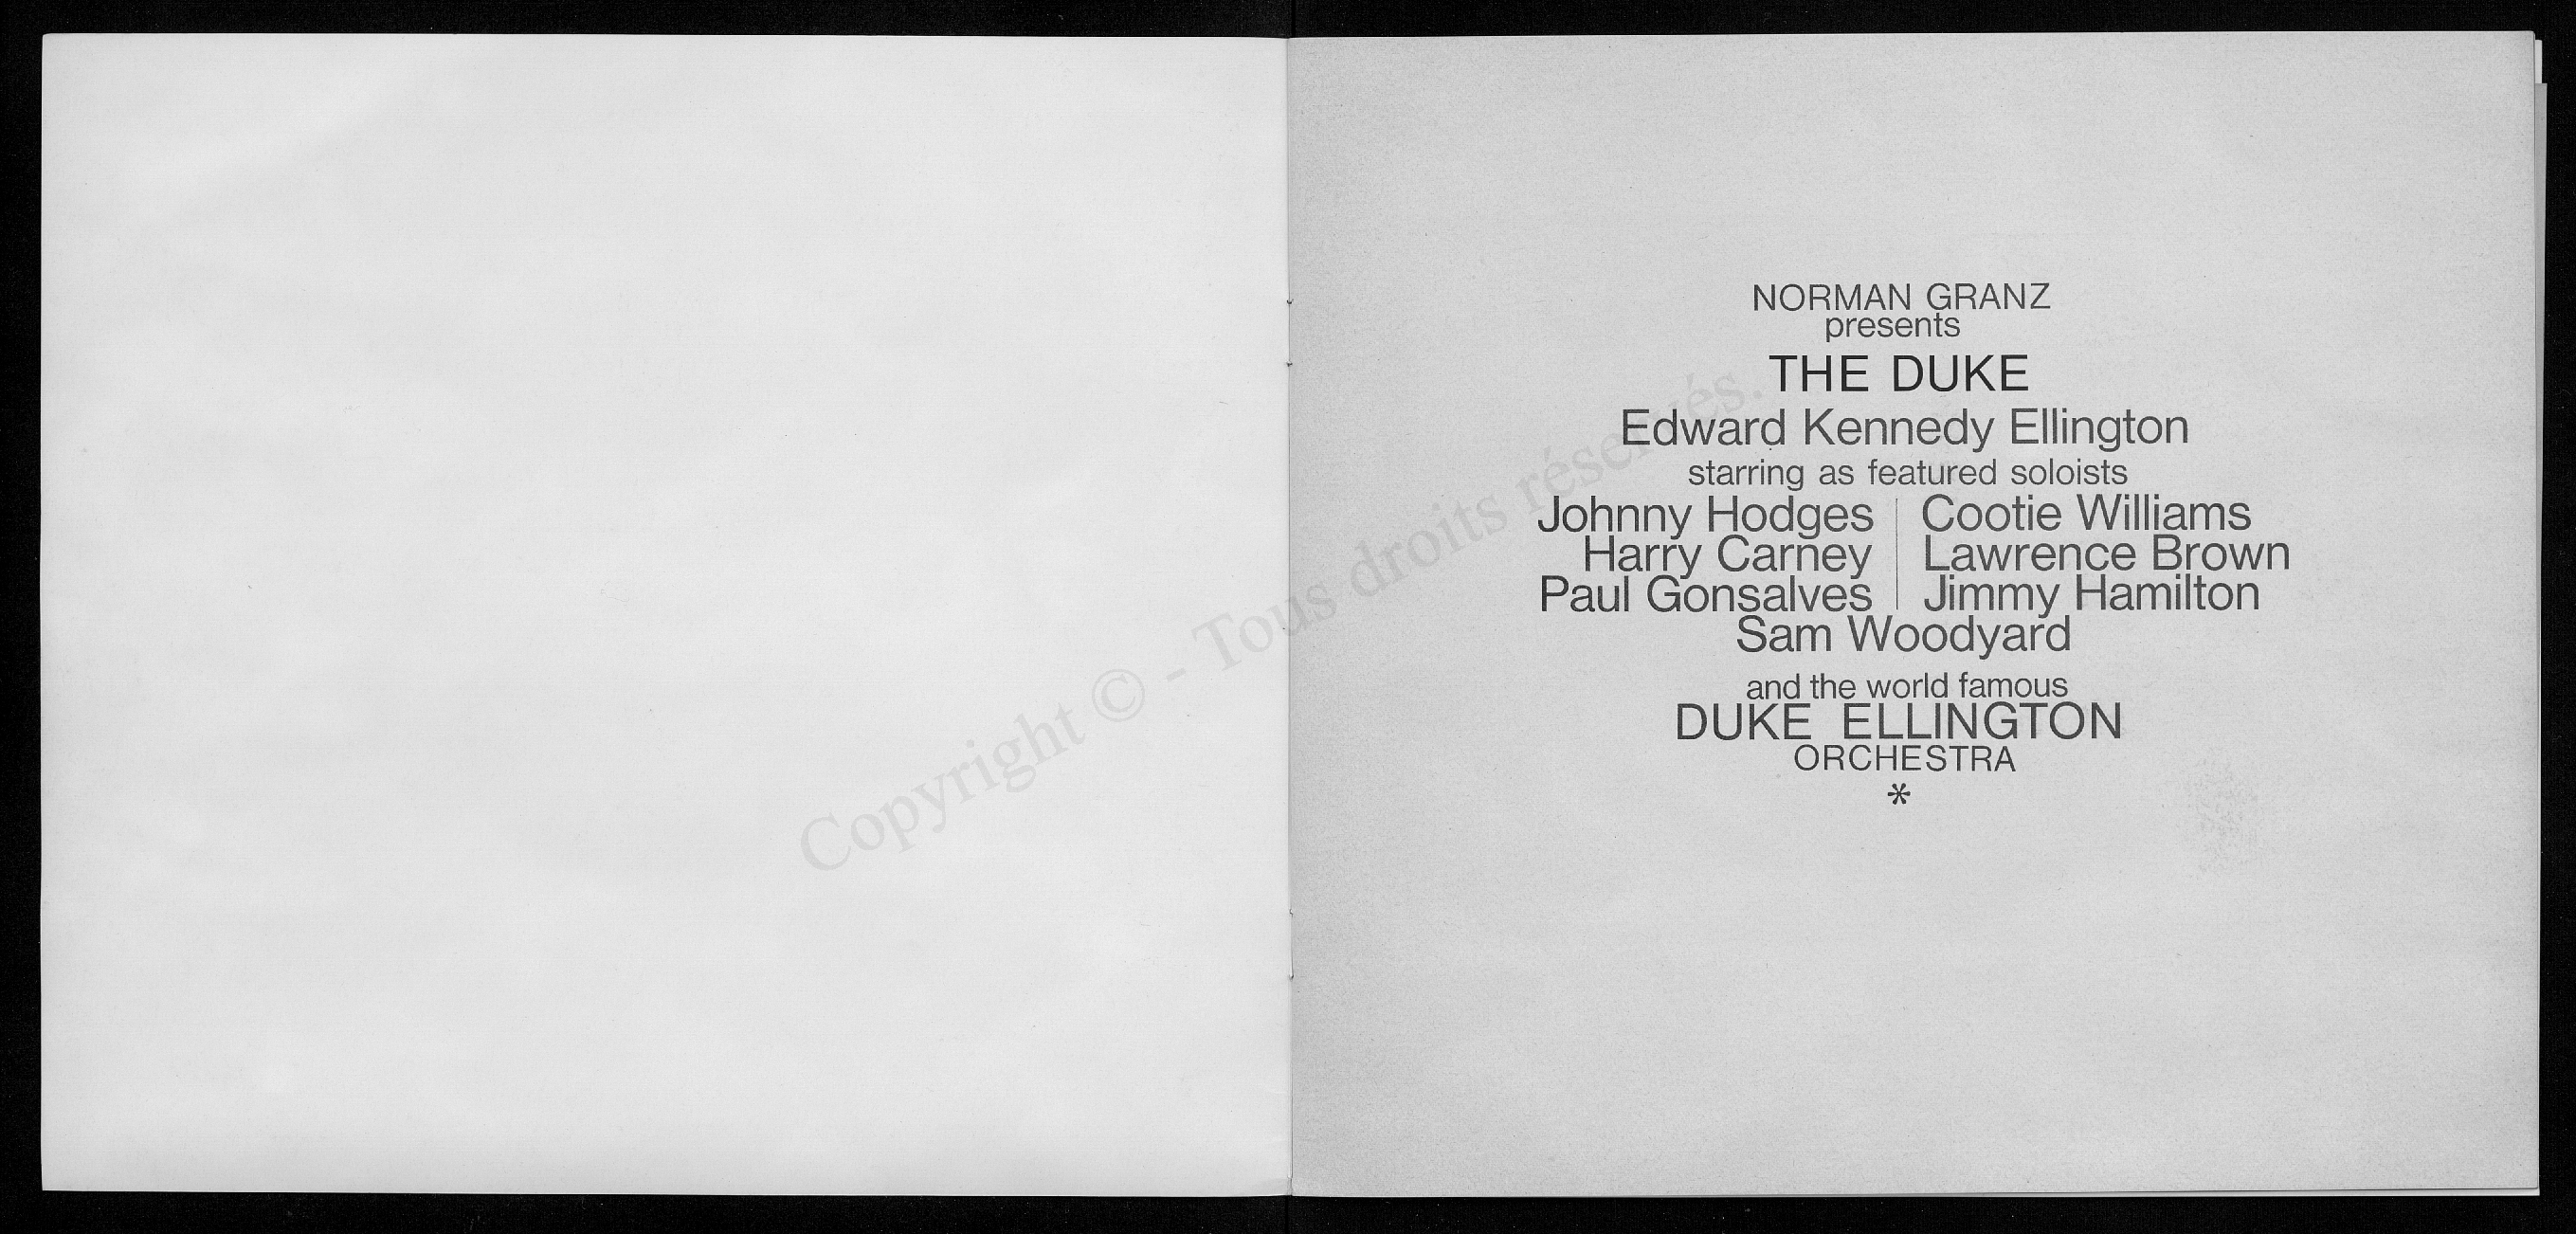 NORMAN GRANZ
presents
THE DUKE
Edward Kennedy Ellington
starring as featured soloists
Johnny Hodges | Cootie Williams
Harry Carney | Lawrence Brown
Paul Gonsalves | Jimmy Hamilton
Sam Woodyard
and the world famous
DUKE ELLINGTON
ORCHESTRA
*
Copyright © - Tous droits réservés.